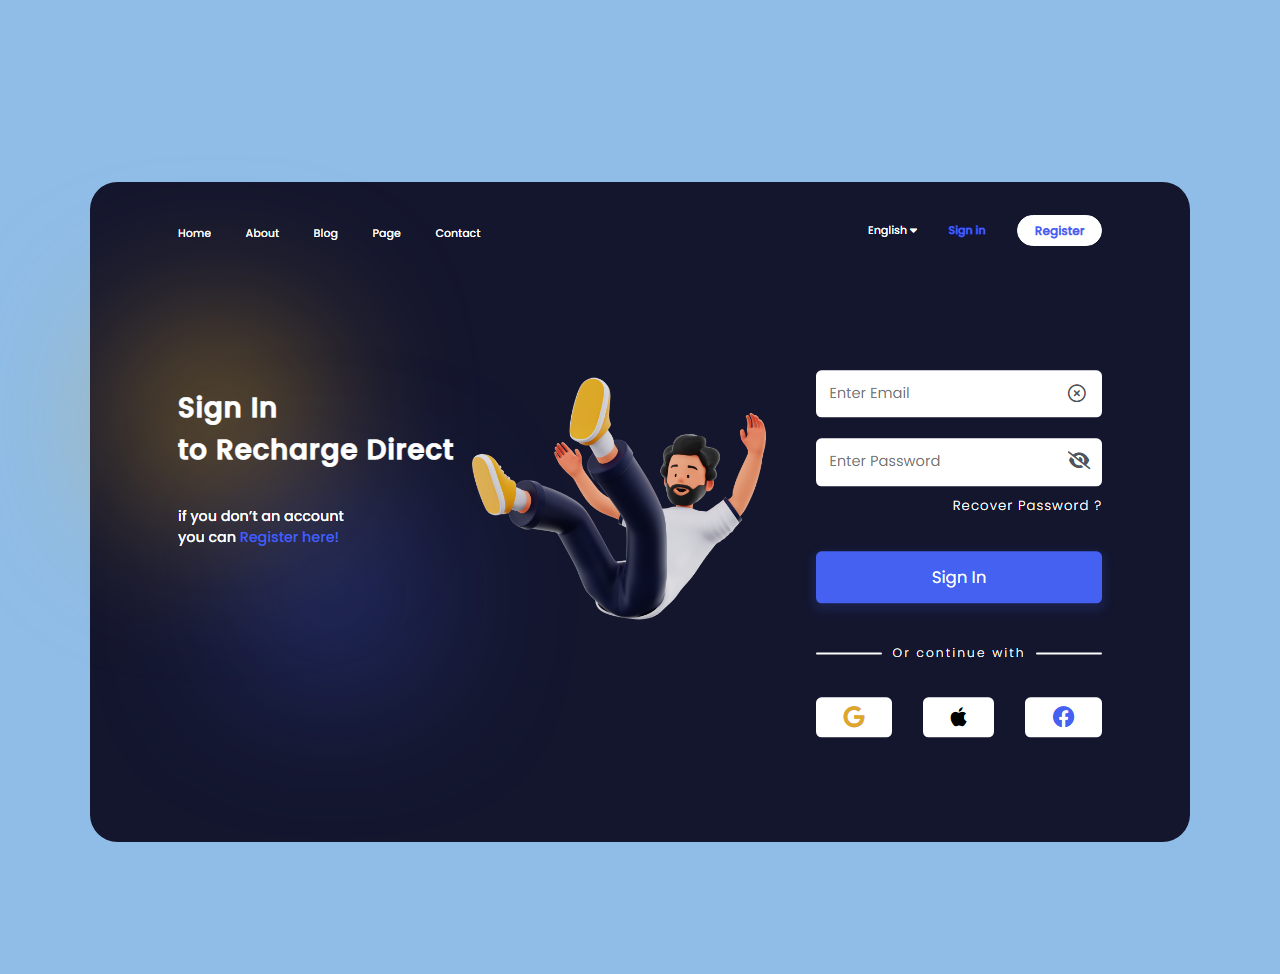 Home About Blog Page Contact English Sign in Register
Sign In
to Recharge Direct
if you don’t an account
you can Register here!
Enter Email
Enter Password
Recover Password ?
Sign In
Or continue with